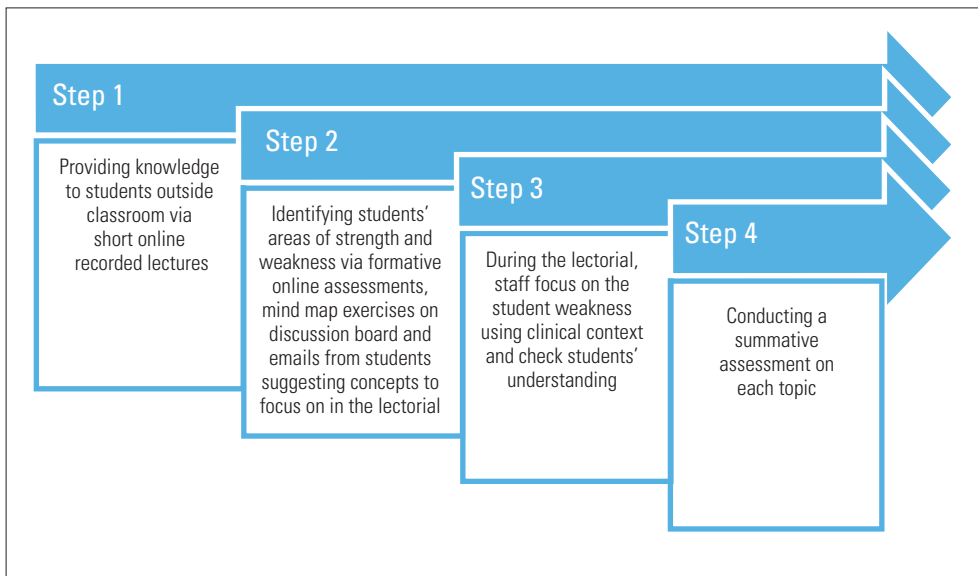 Step 1
Providing knowledge
to students outside
classroom via
short online
recorded lectures
Step 2
Identifying students’
areas of strength and
weakness via formative
online assessments,
mind map exercises on
discussion board and
emails from students
suggesting concepts to
focus on in the lectorial
Step 3
During the lectorial,
staff focus on the
student weakness
using clinical context
and check students’
understanding
Step 4
Conducting a
summative
assessment on
each topic